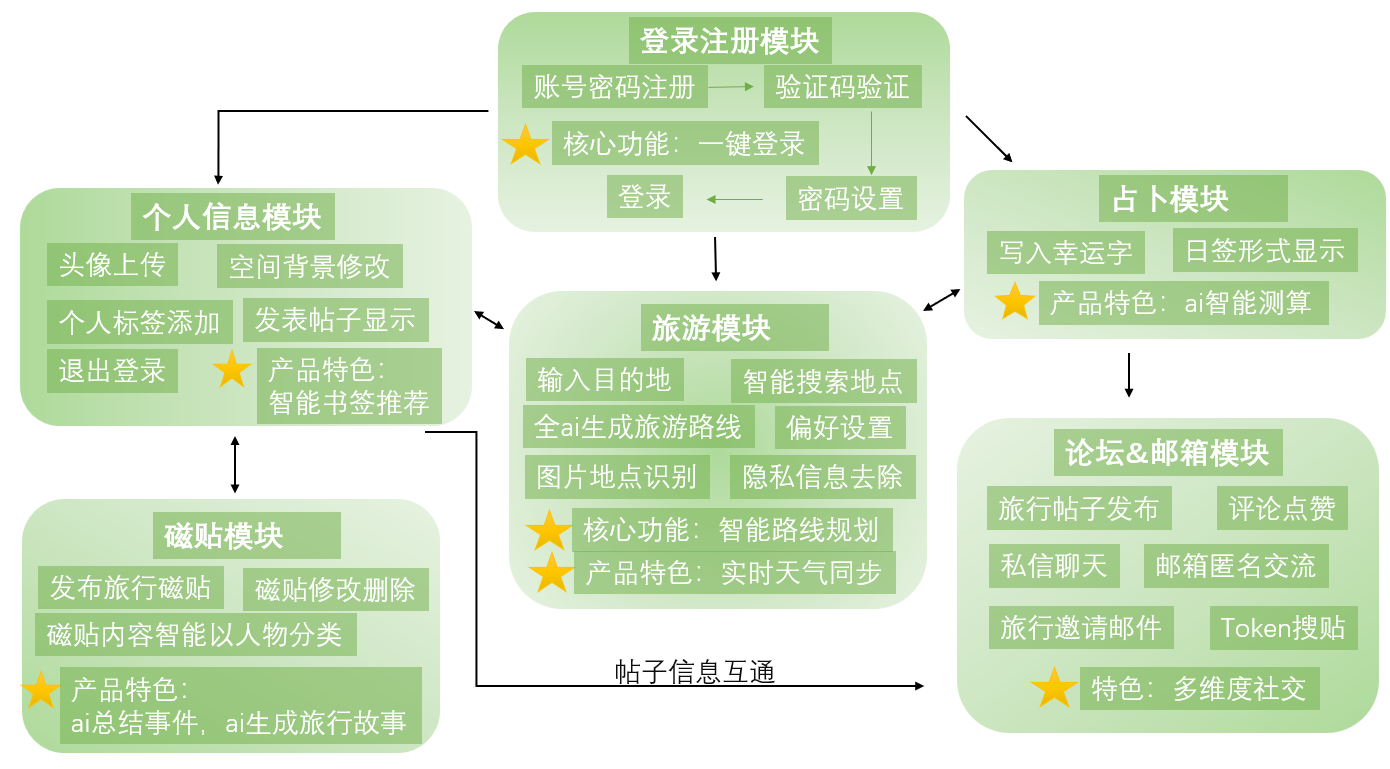 登录注册模块
账号密码注册
验证码验证
核心功能：一键登录
登录
密码设置
个人信息模块
头像上传
空间背景修改
个人标签添加
发表帖子显示
退出登录
产品特色：
智能书签推荐
占卜模块
写入幸运字
日签形式显示
产品特色：ai智能测算
旅游模块
输入目的地
智能搜索地点
全ai生成旅游路线
偏好设置
图片地点识别
隐私信息去除
核心功能：智能路线规划
产品特色：实时天气同步
磁贴模块
发布旅行磁贴
磁贴修改删除
磁贴内容智能以人物分类
产品特色：
ai总结事件，ai生成旅行故事
帖子信息互通
论坛&邮箱模块
旅行帖子发布
评论点赞
私信聊天
邮箱匿名交流
旅行邀请邮件
Token搜贴
特色：多维度社交